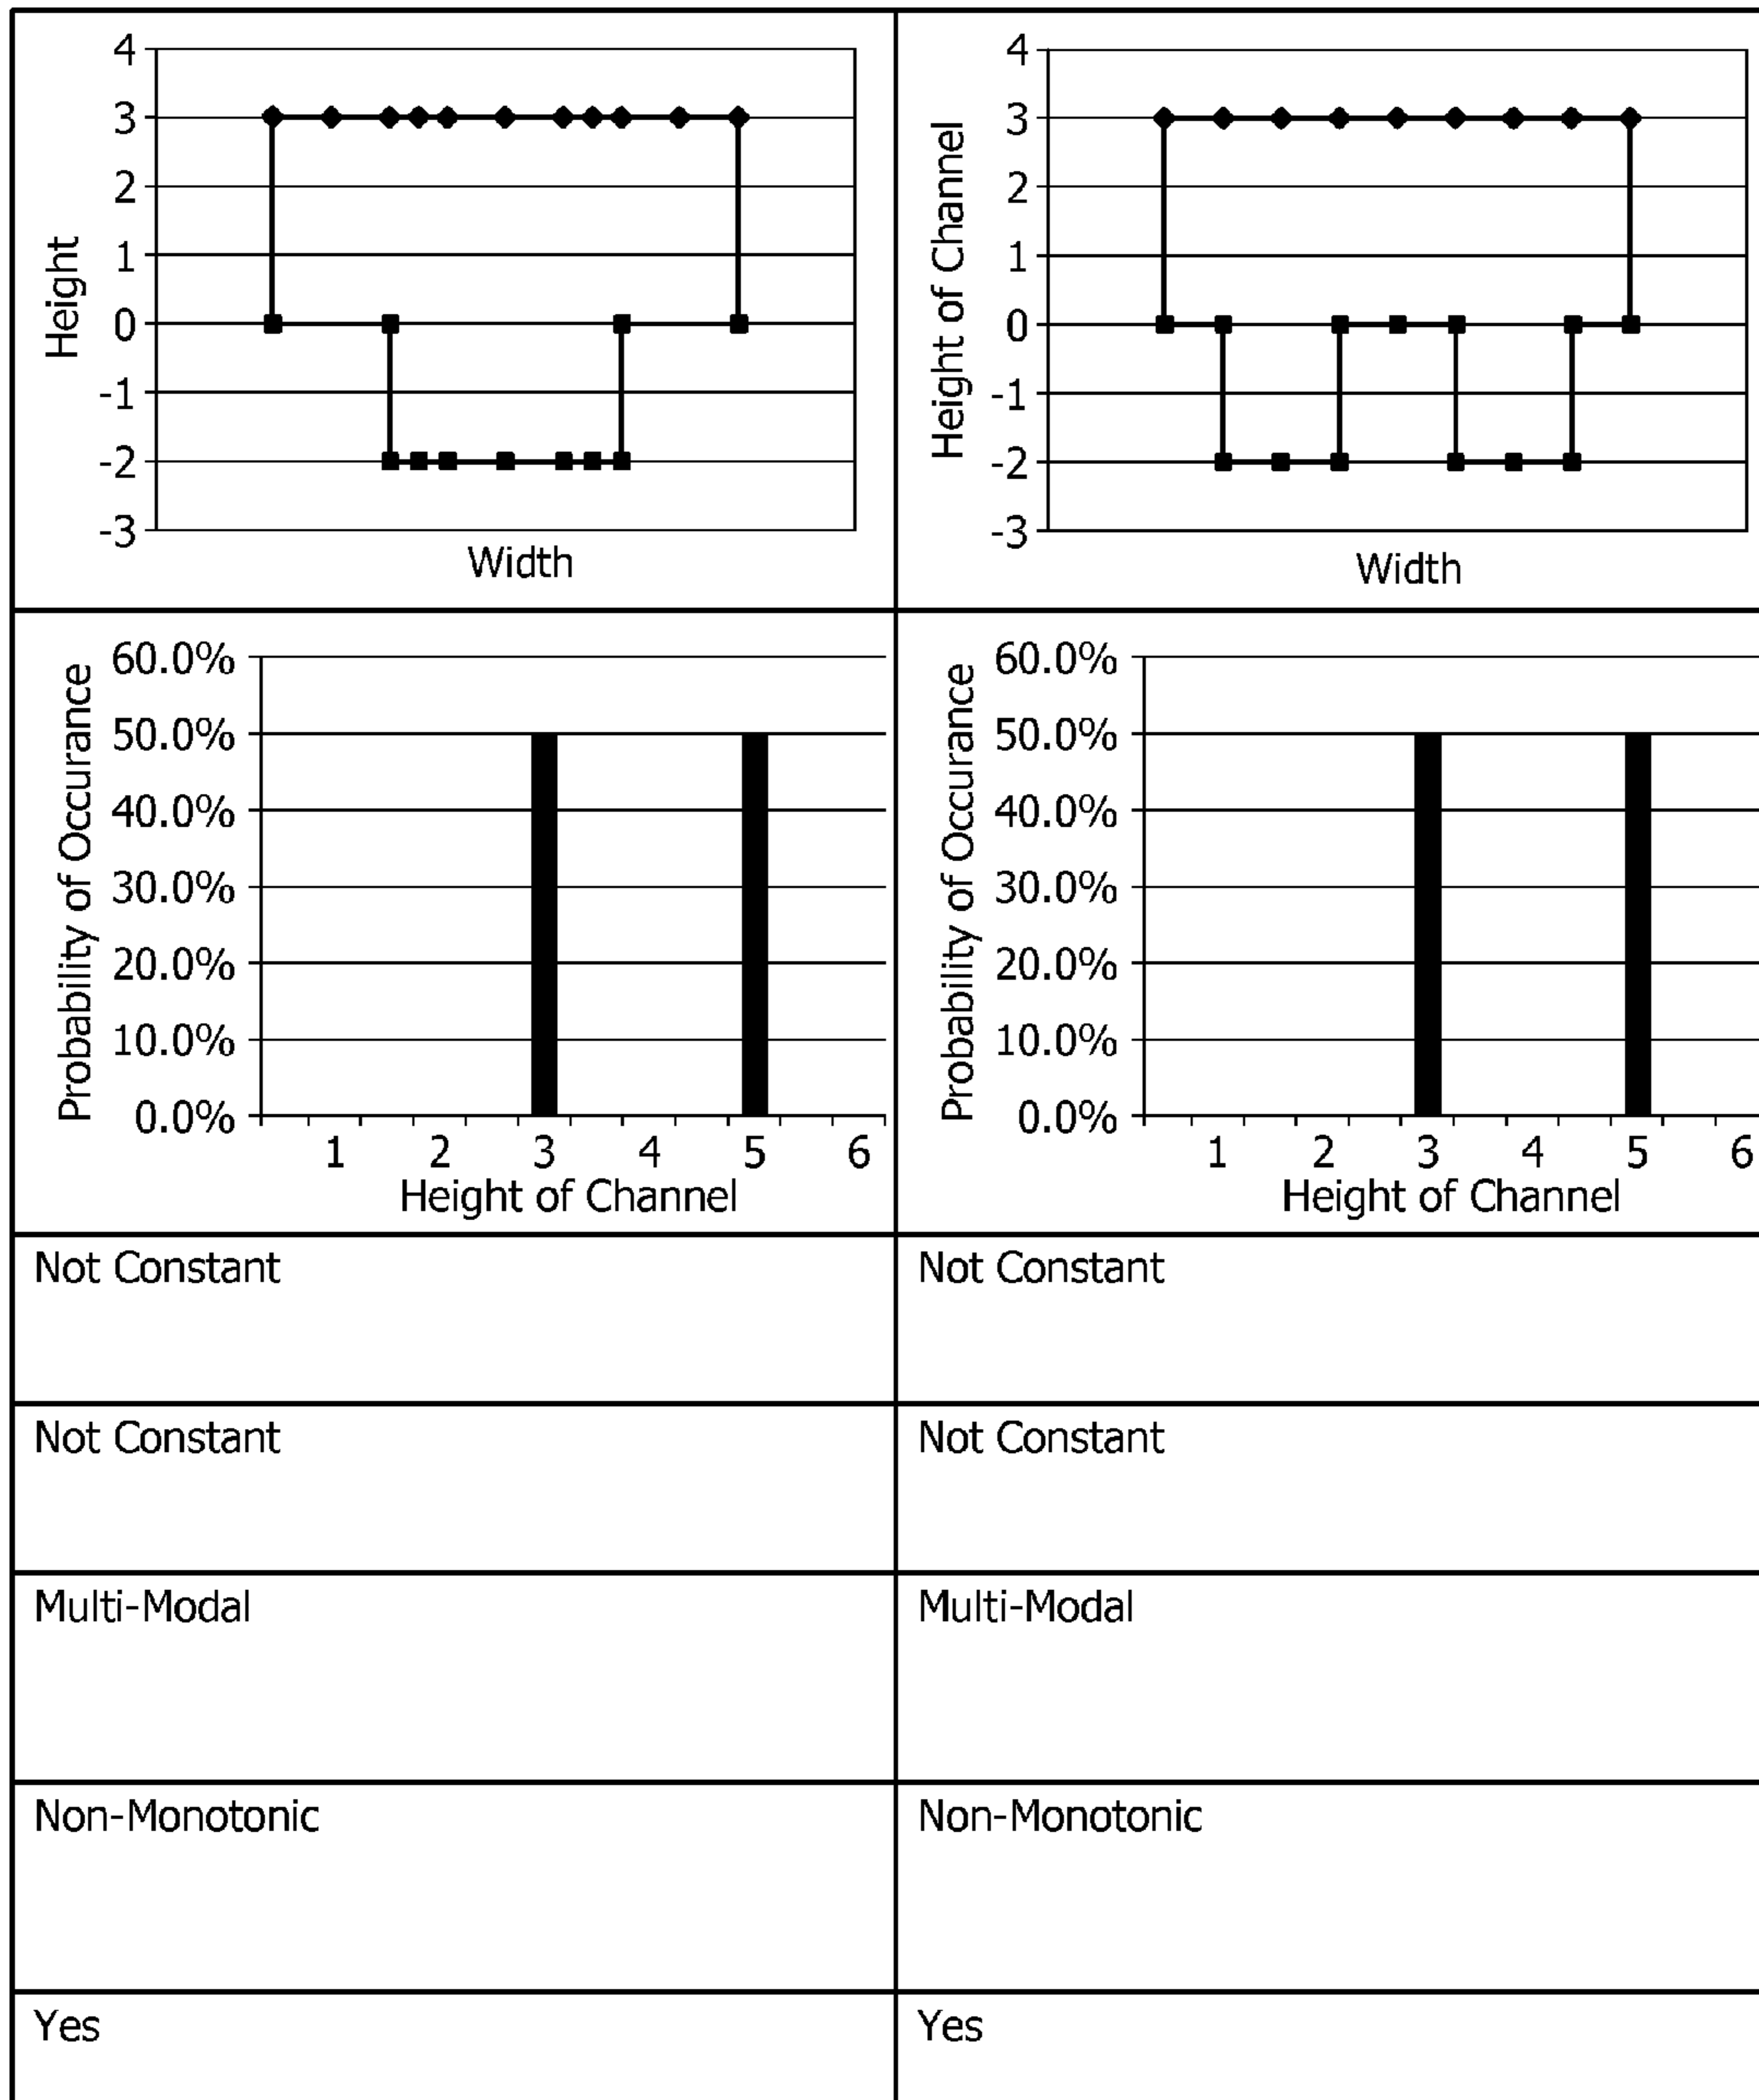 4
3
2
1
0
-1
-2
-3
Height
Width
4
3
2
1
0
-1
-2
-3
Height of Channel
Width
60.0%
50.0%
40.0%
30.0%
20.0%
10.0%
0.0%
Probability of Occurance
1 2 3 4 5 6
Height of Channel
60.0%
50.0%
40.0%
30.0%
20.0%
10.0%
0.0%
Probability of Occurance
1 2 3 4 5 6
Height of Channel
Not Constant
Not Constant
Not Constant
Not Constant
Multi-Modal
Multi-Modal
Non-Monotonic
Non-Monotonic
Yes
Yes